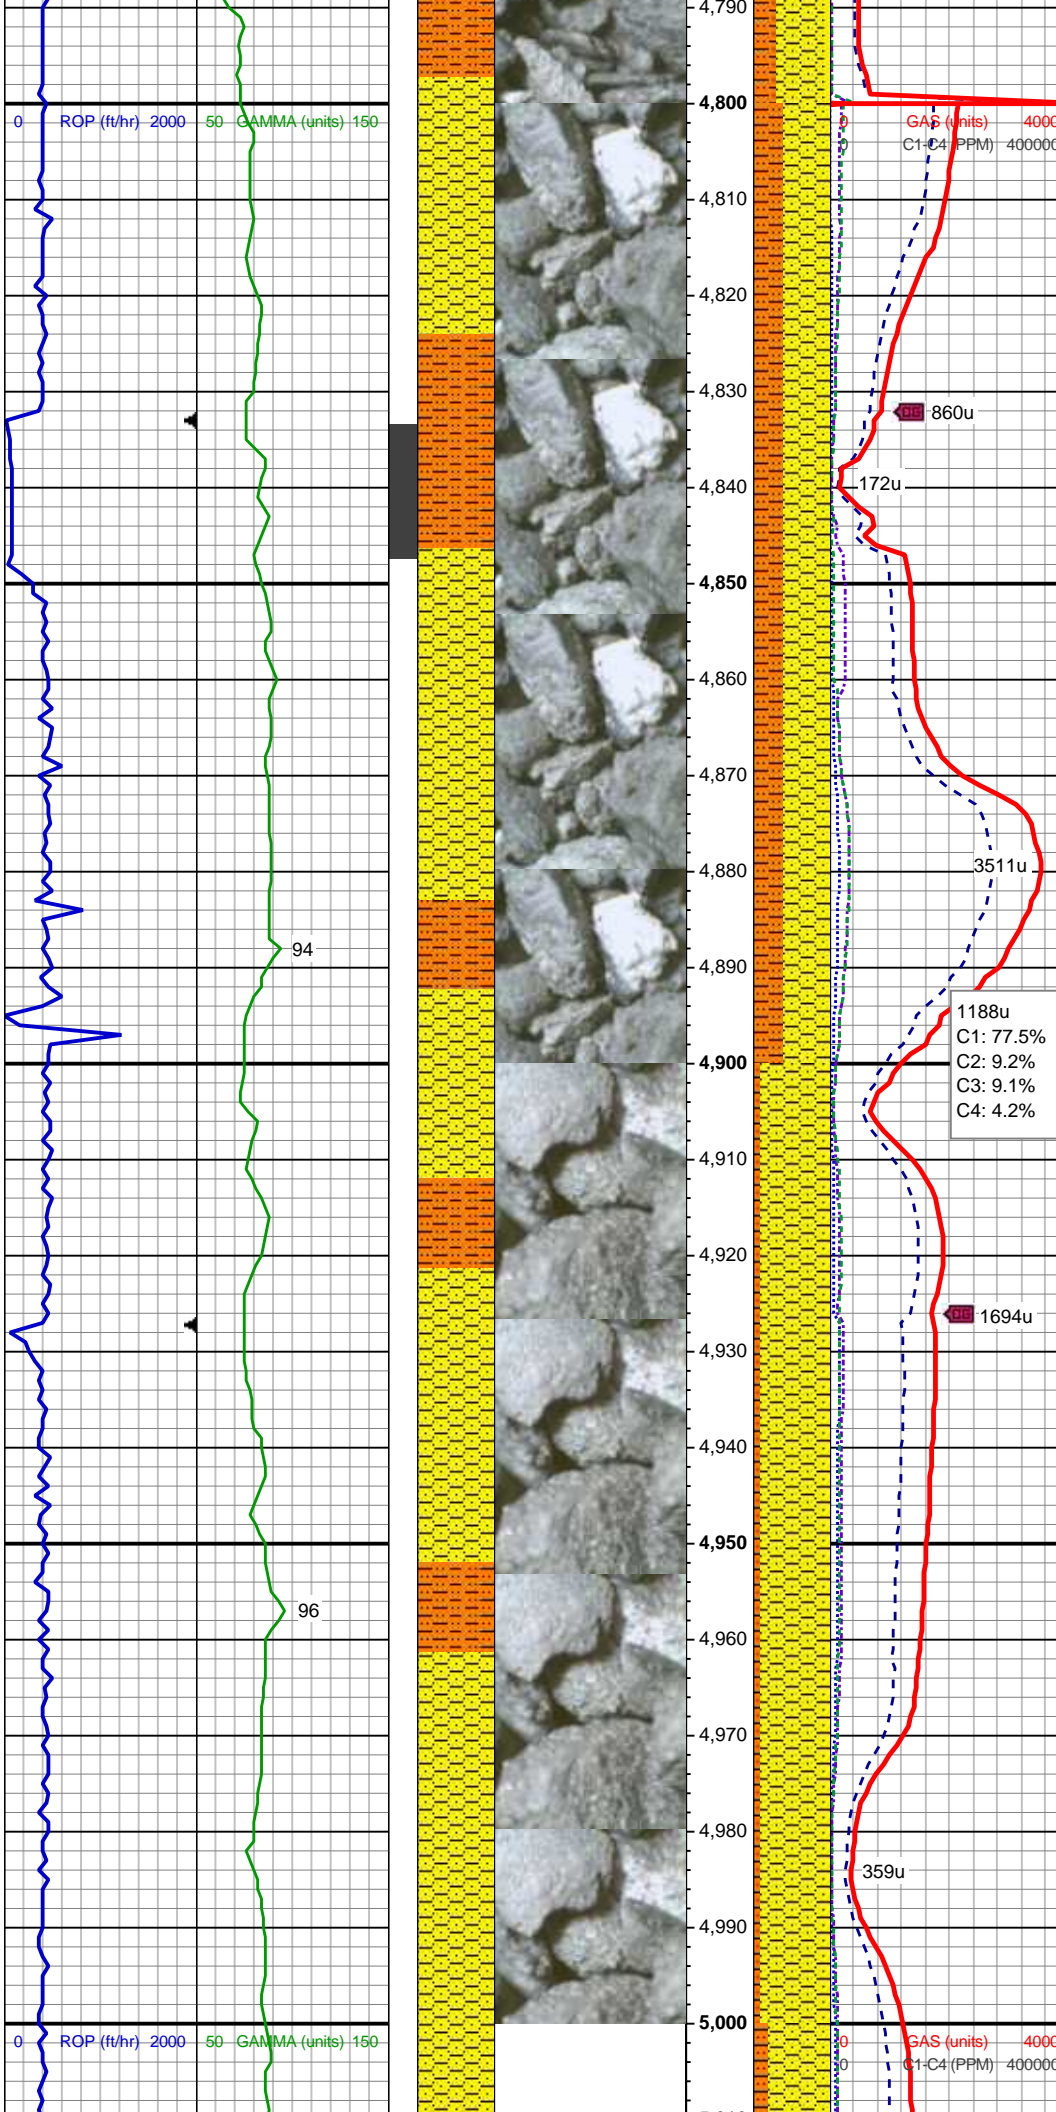 4,790
4,800
0 ROP (ft/hr) 2000 50 GAMMA (units) 150
0 GAS (units) 4000
0 C1-C4 (PPM) 400000
4,810
4,820
4,830
CG 860u
4,840
172u
4,850
4,860
4,870
4,880
3511u
94
4,890
1188u
C1: 77.5%
C2: 9.2%
C3: 9.1%
C4: 4.2%
4,900
4,910
4,920
CG 1694u
4,930
4,940
4,950
96
4,960
4,970
4,980
359u
4,990
5,000
0 ROP (ft/hr) 2000 50 GAMMA (units) 150
0 GAS (units) 4000
0 C1-C4 (PPM) 400000